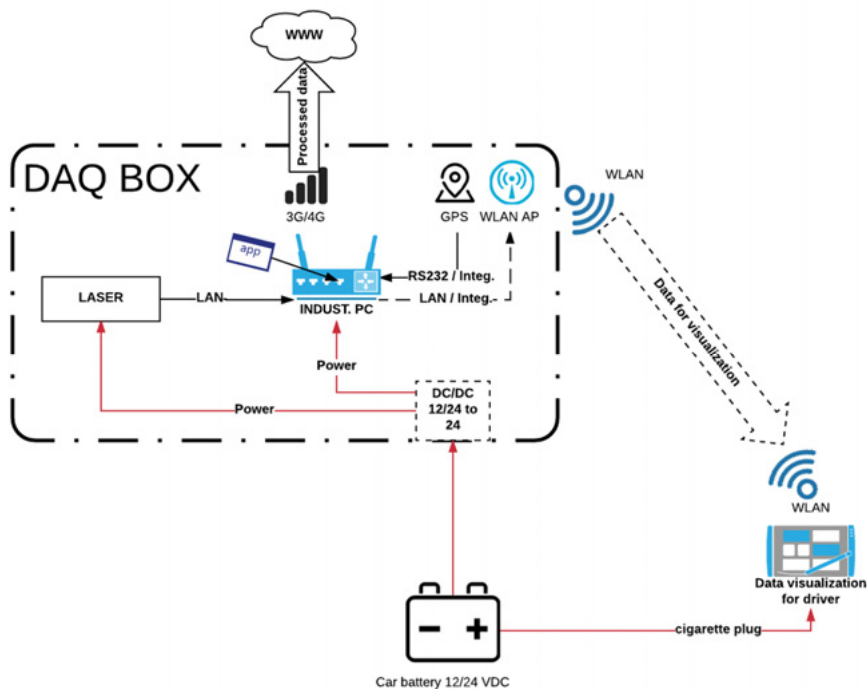 WWW
Processed data
DAQ BOX
3G/4G
GPS
WLAN AP
WLAN
app
RS232 / Integ.
LASER
LAN
LAN / Integ.
INDUST. PC
Data for visualization
Power
Power
DC/DC
12/24 to
24
WLAN
Data visualization
for driver
cigarette plug
Car battery 12/24 VDC